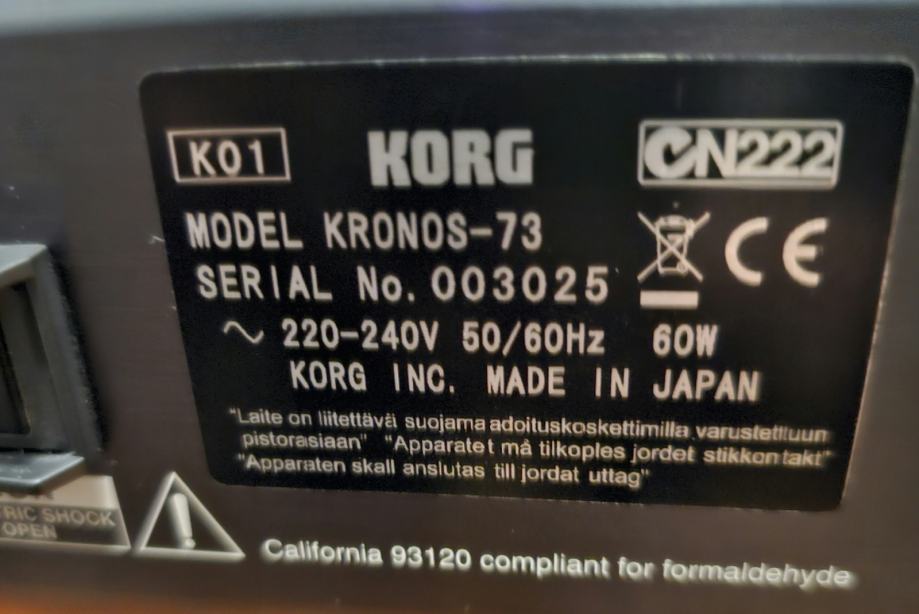 K01 KORG CN222
MODEL KRONOS-73
SERIAL No. 003025 CE
~ 220-240V 50/60Hz 60W
KORG INC. MADE IN JAPAN
"Laite on liitettävä suojamaadoituskoskettimilla varustettuun
pistorasiaan" "Apparatet må tilkoples jordet stikkontakt"
"Apparaten skall anslutas till jordat uttag"
RIC SHOCK
OPEN
California 93120 compliant for formaldehyde